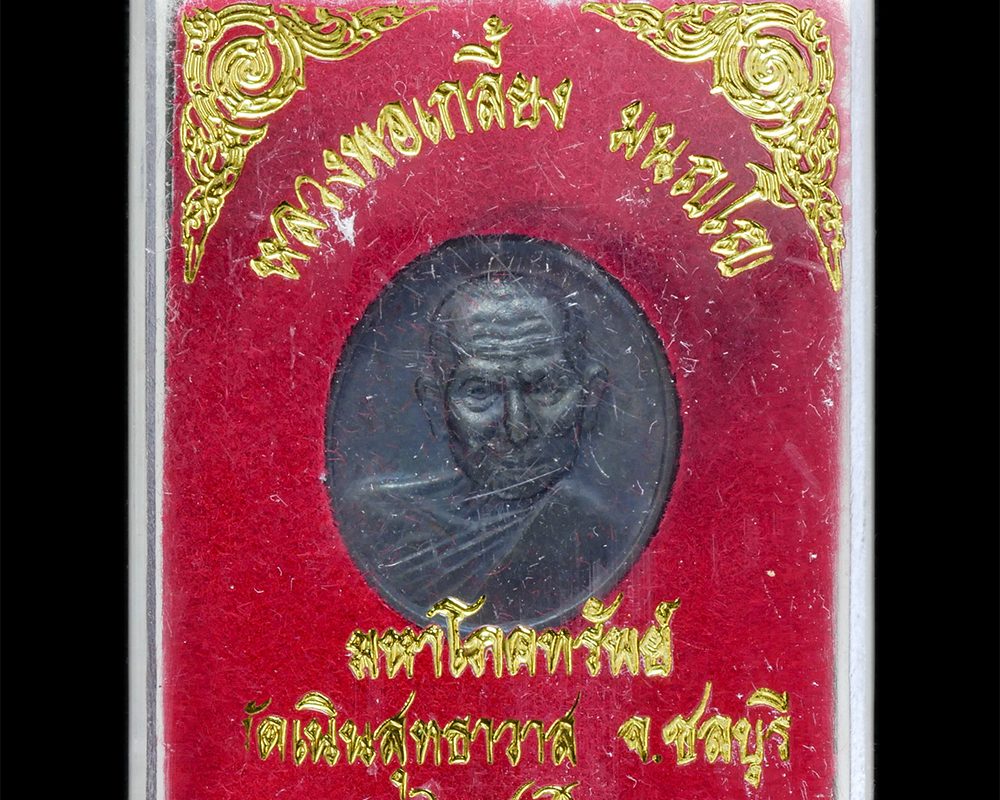 หลวงพ่อเกลี้ยง มนุญโญ
มหาโภคทรัพย์
วัดเนินสุทธาวาส จ.ชลบุรี